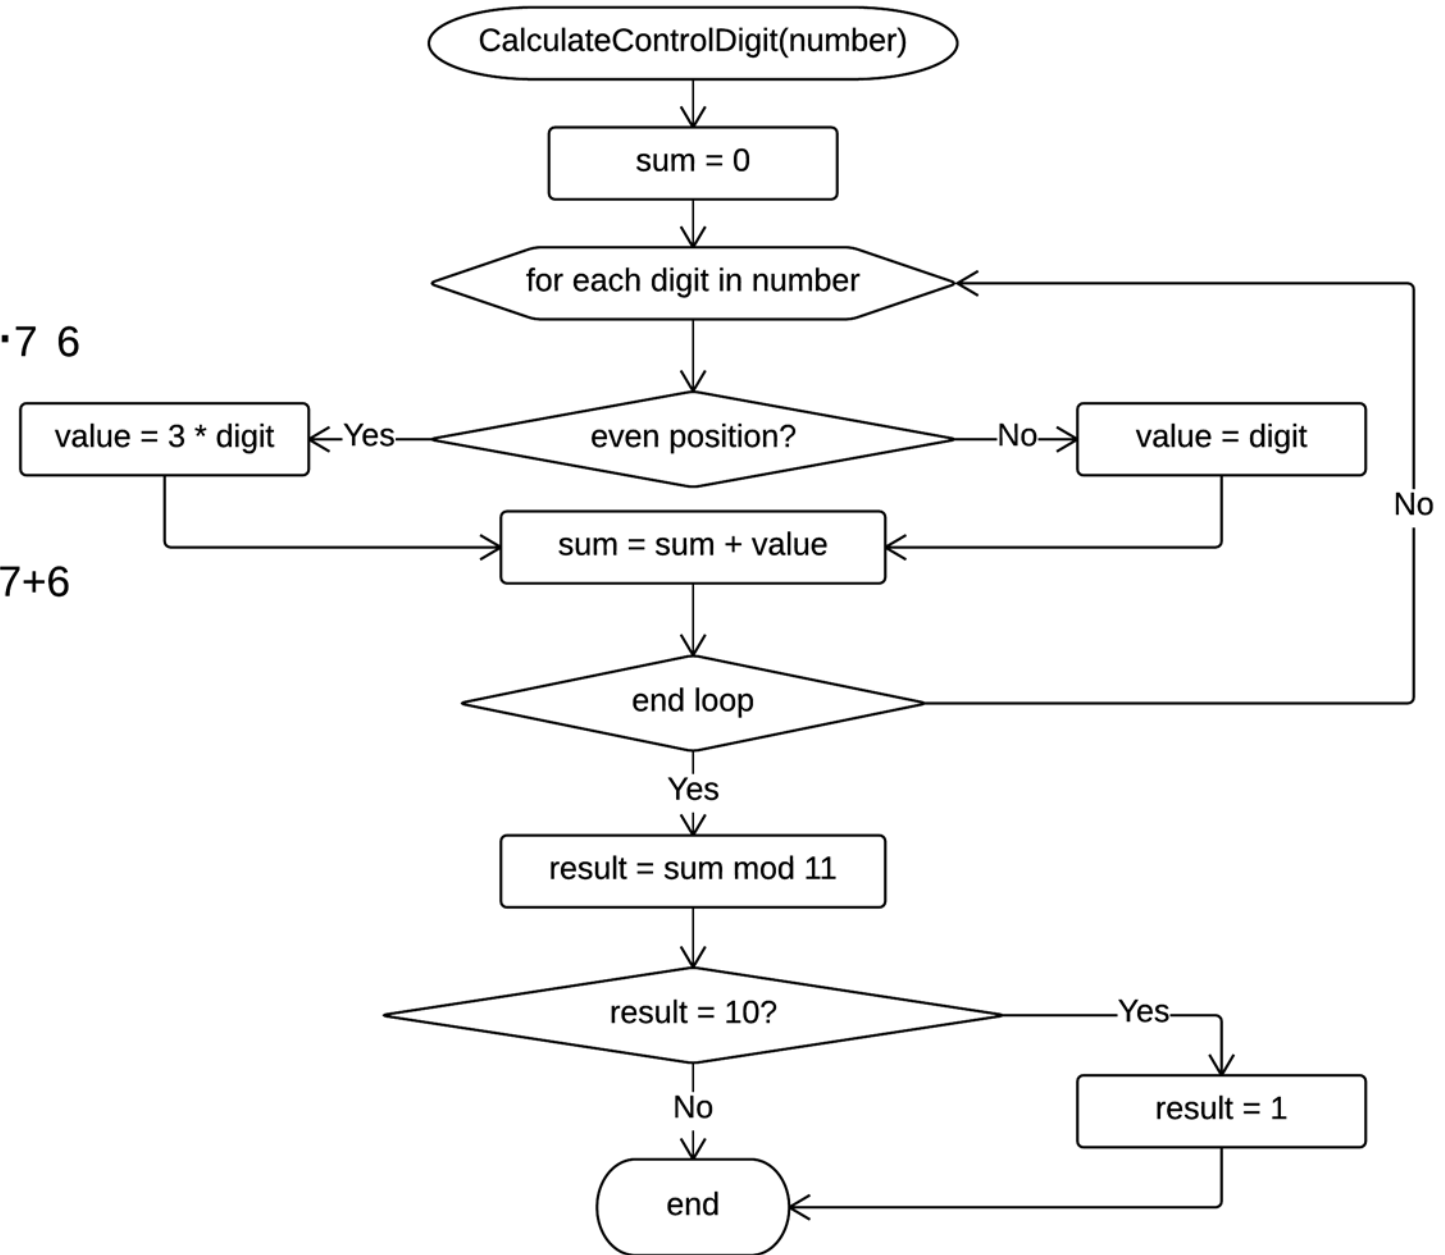 CalculateControlDigit(number)
sum = 0
for each digit in number
·7 6
value = 3 * digit
Yes
even position?
No
value = digit
No
sum = sum + value
7+6
end loop
Yes
result = sum mod 11
result = 10?
Yes
No
result = 1
end